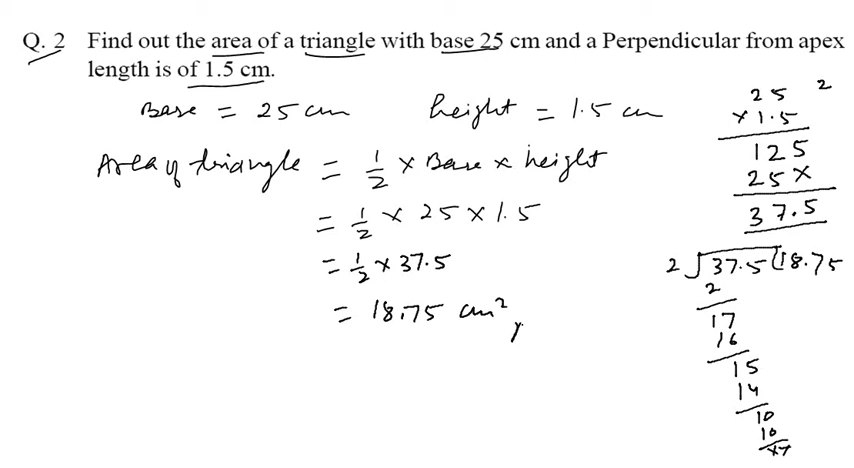 Q. 2 Find out the area of a triangle with base 25 cm and a Perpendicular from apex
length is of 1.5 cm.
Base = 25 cm height = 1.5 cm
Area of triangle = 1/2 × Base × height
= 1/2 × 25 × 1.5
= 1/2 × 37.5
= 18.75 cm²
25 2
× 1.5
125
25×
37.5
2 √37.5(18.75
2
17
16
15
14
10
10
××